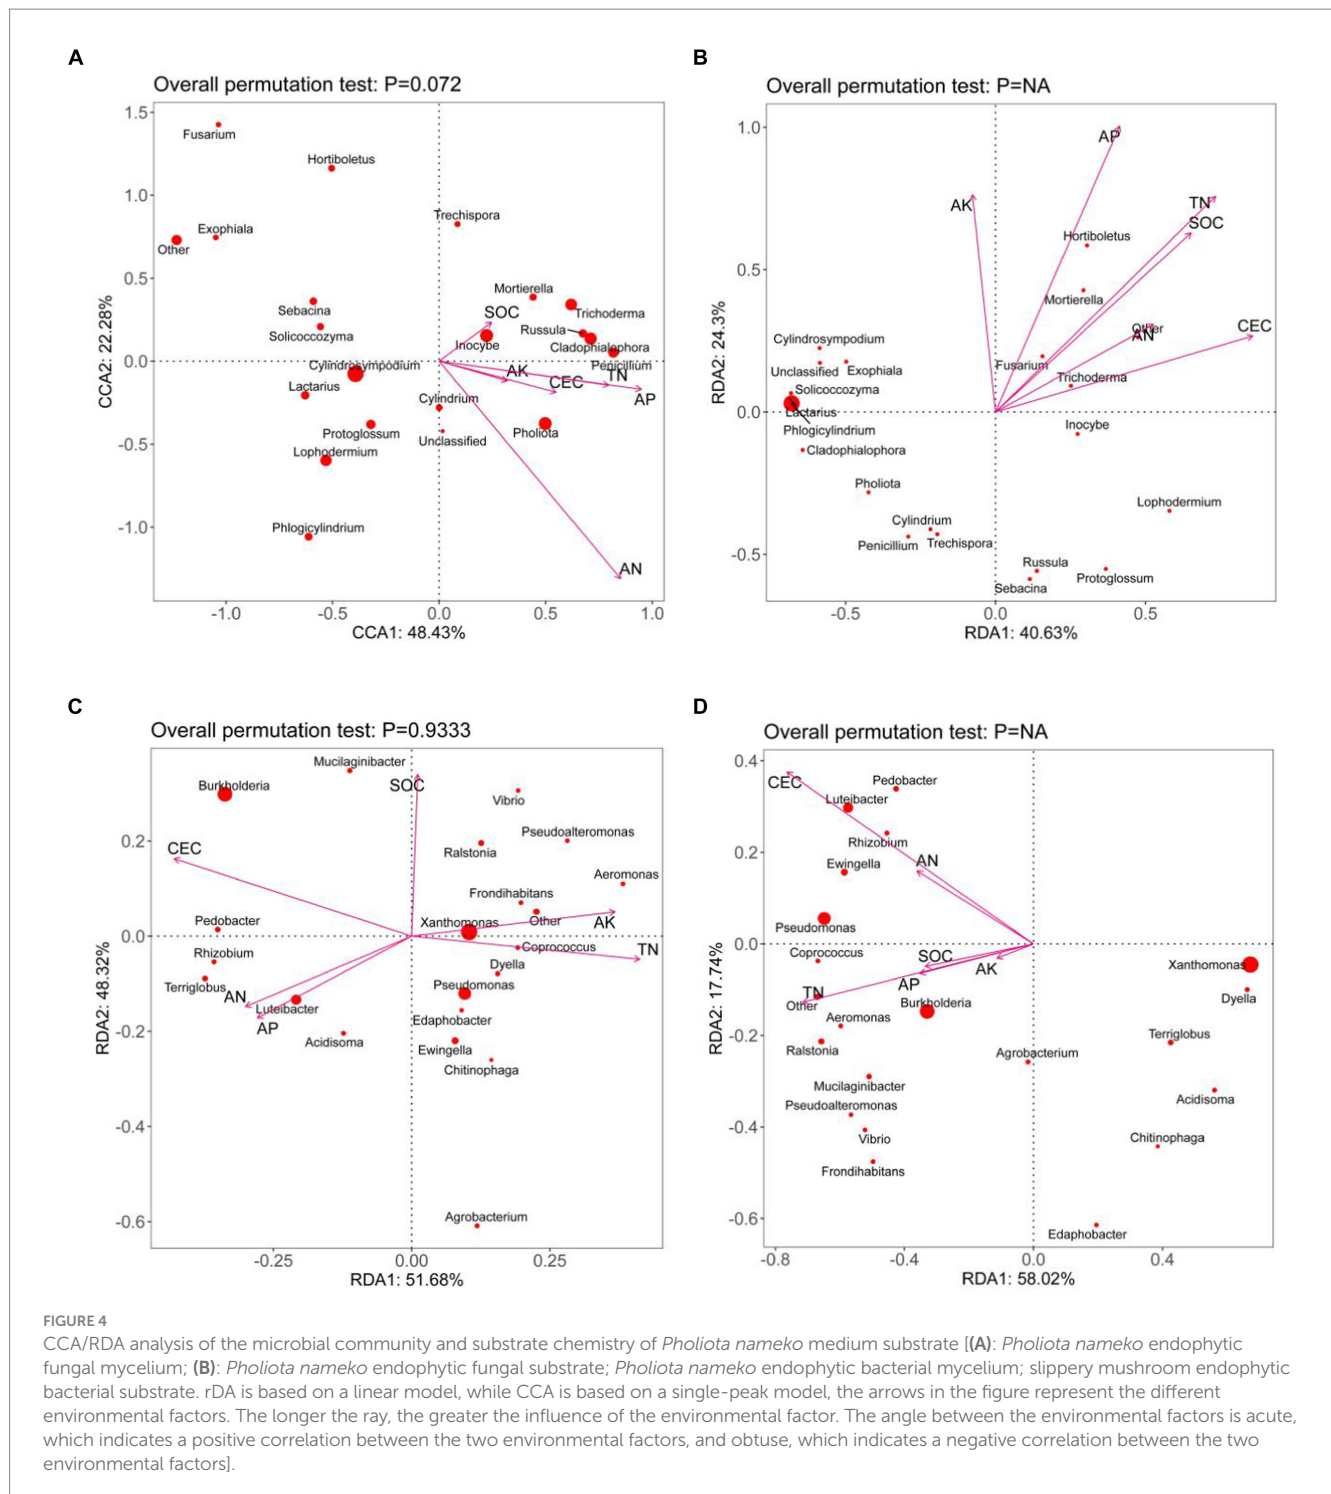 A
Overall permutation test: P=0.072
1.5
1.0
0.5
0.0
-0.5
-1.0
CCA2: 22.28%
Fusarium
Hortiboletus
Trechispora
Exophiala
Other
Mortierella
Sebacina
SOC
Trichoderma
Solicoccozyma
Russula
Inocybe
Cladophialophora
Cylindrosympodium
Penicillium
AK
TN
CEC
Lactarius
AP
Cylindrium
Protoglossum
Unclassified
Pholiota
Lophodermium
Phlogicylindrium
AN
-1.0
-0.5
0.0
0.5
1.0
CCA1: 48.43%
B
Overall permutation test: P=NA
1.0
0.5
0.0
-0.5
RDA2: 24.3%
AP
AK
TN
SOC
Hortiboletus
Mortierella
Other
AN
CEC
Cylindrosympodium
Fusarium
Unclassified
Exophiala
Trichoderma
Solicoccozyma
Lactarius
Phlogicylindrium
Inocybe
Cladophialophora
Pholiota
Lophodermium
Cylindrium
Penicillium
Trechispora
Russula
Sebacina
Protoglossum
-0.5
0.0
0.5
RDA1: 40.63%
C
Overall permutation test: P=0.9333
0.2
0.0
-0.2
-0.4
-0.6
RDA2: 48.32%
Mucilaginibacter
Burkholderia
SOC
Vibrio
Pseudoalteromonas
CEC
Ralstonia
Aeromonas
Frondihabitans
Pedobacter
Xanthomonas
Other
AK
Rhizobium
Coprococcus
TN
Terriglobus
Dyella
AN
Luteibacter
Pseudomonas
AP
Edaphobacter
Acidisoma
Ewingella
Chitinophaga
Agrobacterium
-0.25
0.00
0.25
RDA1: 51.68%
D
Overall permutation test: P=NA
0.4
0.2
0.0
-0.2
-0.4
-0.6
RDA2: 17.74%
CEC
Pedobacter
Luteibacter
Rhizobium
Ewingella
AN
Pseudomonas
Coprococcus
SOC
AK
Xanthomonas
AP
TN
Other
Burkholderia
Dyella
Aeromonas
Terriglobus
Ralstonia
Agrobacterium
Mucilaginibacter
Acidisoma
Pseudoalteromonas
Vibrio
Chitinophaga
Frondihabitans
Edaphobacter
-0.8
-0.4
0.0
0.4
RDA1: 58.02%
FIGURE 4
CCA/RDA analysis of the microbial community and substrate chemistry of Pholiota nameko medium substrate [(A): Pholiota nameko endophytic
fungal mycelium; (B): Pholiota nameko endophytic fungal substrate; Pholiota nameko endophytic bacterial mycelium; slippery mushroom endophytic
bacterial substrate. rDA is based on a linear model, while CCA is based on a single-peak model, the arrows in the figure represent the different
environmental factors. The longer the ray, the greater the influence of the environmental factor. The angle between the environmental factors is acute,
which indicates a positive correlation between the two environmental factors, and obtuse, which indicates a negative correlation between the two
environmental factors].